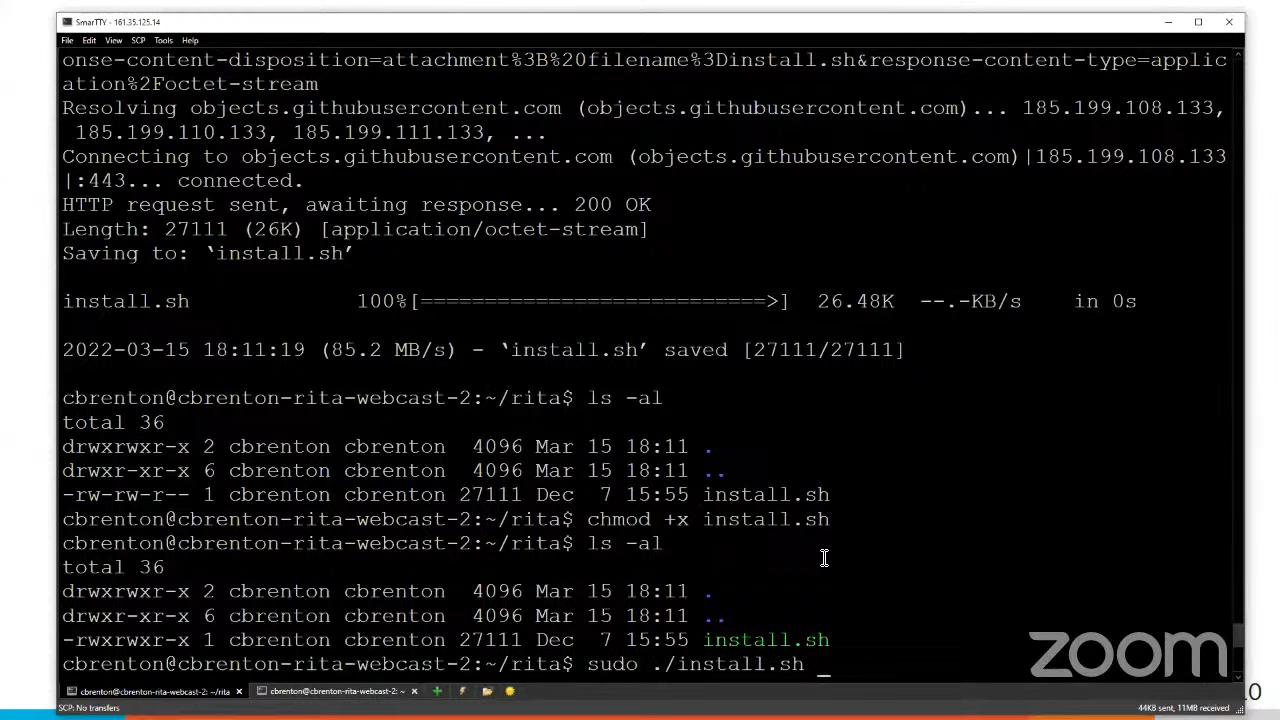 SmarTTY - 161.35.125.14
File Edit View SCP Tools Help
onse-content-disposition=attachment%3B%20filename%3Dinstall.sh&response-content-type=applic
ation%2Foctet-stream
Resolving objects.githubusercontent.com (objects.githubusercontent.com)... 185.199.108.133,
185.199.110.133, 185.199.111.133, ...
Connecting to objects.githubusercontent.com (objects.githubusercontent.com)|185.199.108.133
|:443... connected.
HTTP request sent, awaiting response... 200 OK
Length: 27111 (26K) [application/octet-stream]
Saving to: ‘install.sh’
install.sh 100%[===========================>] 26.48K --.-KB/s in 0s
2022-03-15 18:11:19 (85.2 MB/s) - ‘install.sh’ saved [27111/27111]
cbrenton@cbrenton-rita-webcast-2:~/rita$ ls -al
total 36
drwxrwxr-x 2 cbrenton cbrenton 4096 Mar 15 18:11 .
drwxr-xr-x 6 cbrenton cbrenton 4096 Mar 15 18:11 ..
-rw-rw-r-- 1 cbrenton cbrenton 27111 Dec 7 15:55 install.sh
cbrenton@cbrenton-rita-webcast-2:~/rita$ chmod +x install.sh
cbrenton@cbrenton-rita-webcast-2:~/rita$ ls -al
total 36
drwxrwxr-x 2 cbrenton cbrenton 4096 Mar 15 18:11 .
drwxr-xr-x 6 cbrenton cbrenton 4096 Mar 15 18:11 ..
-rwxrwxr-x 1 cbrenton cbrenton 27111 Dec 7 15:55 install.sh
cbrenton@cbrenton-rita-webcast-2:~/rita$ sudo ./install.sh
zoom
cbrenton@cbrenton-rita-webcast-2: ~/rita cbrenton@cbrenton-rita-webcast-2: ~
SCP: No transfers 44KB sent, 11MB received